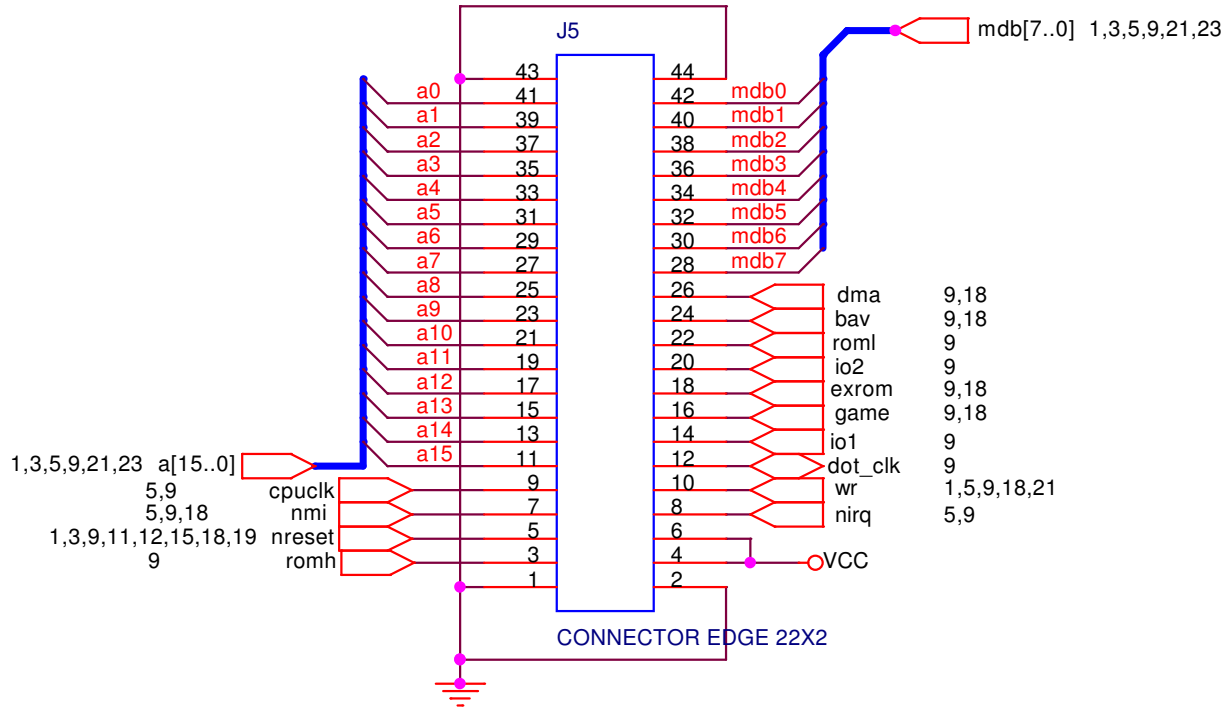 J5
mdb[7..0] 1,3,5,9,21,23
43 44
a0 41 42 mdb0
a1 39 40 mdb1
a2 37 38 mdb2
a3 35 36 mdb3
a4 33 34 mdb4
a5 31 32 mdb5
a6 29 30 mdb6
a7 27 28 mdb7
a8 25 26 dma 9,18
a9 23 24 bav 9,18
a10 21 22 roml 9
a11 19 20 io2 9
a12 17 18 exrom 9,18
a13 15 16 game 9,18
a14 13 14 io1 9
1,3,5,9,21,23 a[15..0] a15 11 12 dot_clk 9
5,9 cpuclk 9 10 wr 1,5,9,18,21
5,9,18 nmi 7 8 nirq 5,9
1,3,9,11,12,15,18,19 nreset 5 6
9 romh 3 4 VCC
1 2
CONNECTOR EDGE 22X2